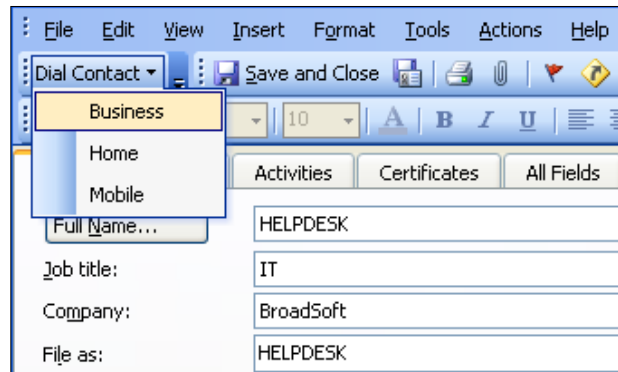 File Edit View Insert Format Tools Actions Help
Dial Contact Save and Close
Business
10 A B I U
Home
Activities Certificates All Fields
Mobile
Full Name... HELPDESK
Job title: IT
Company: BroadSoft
File as: HELPDESK